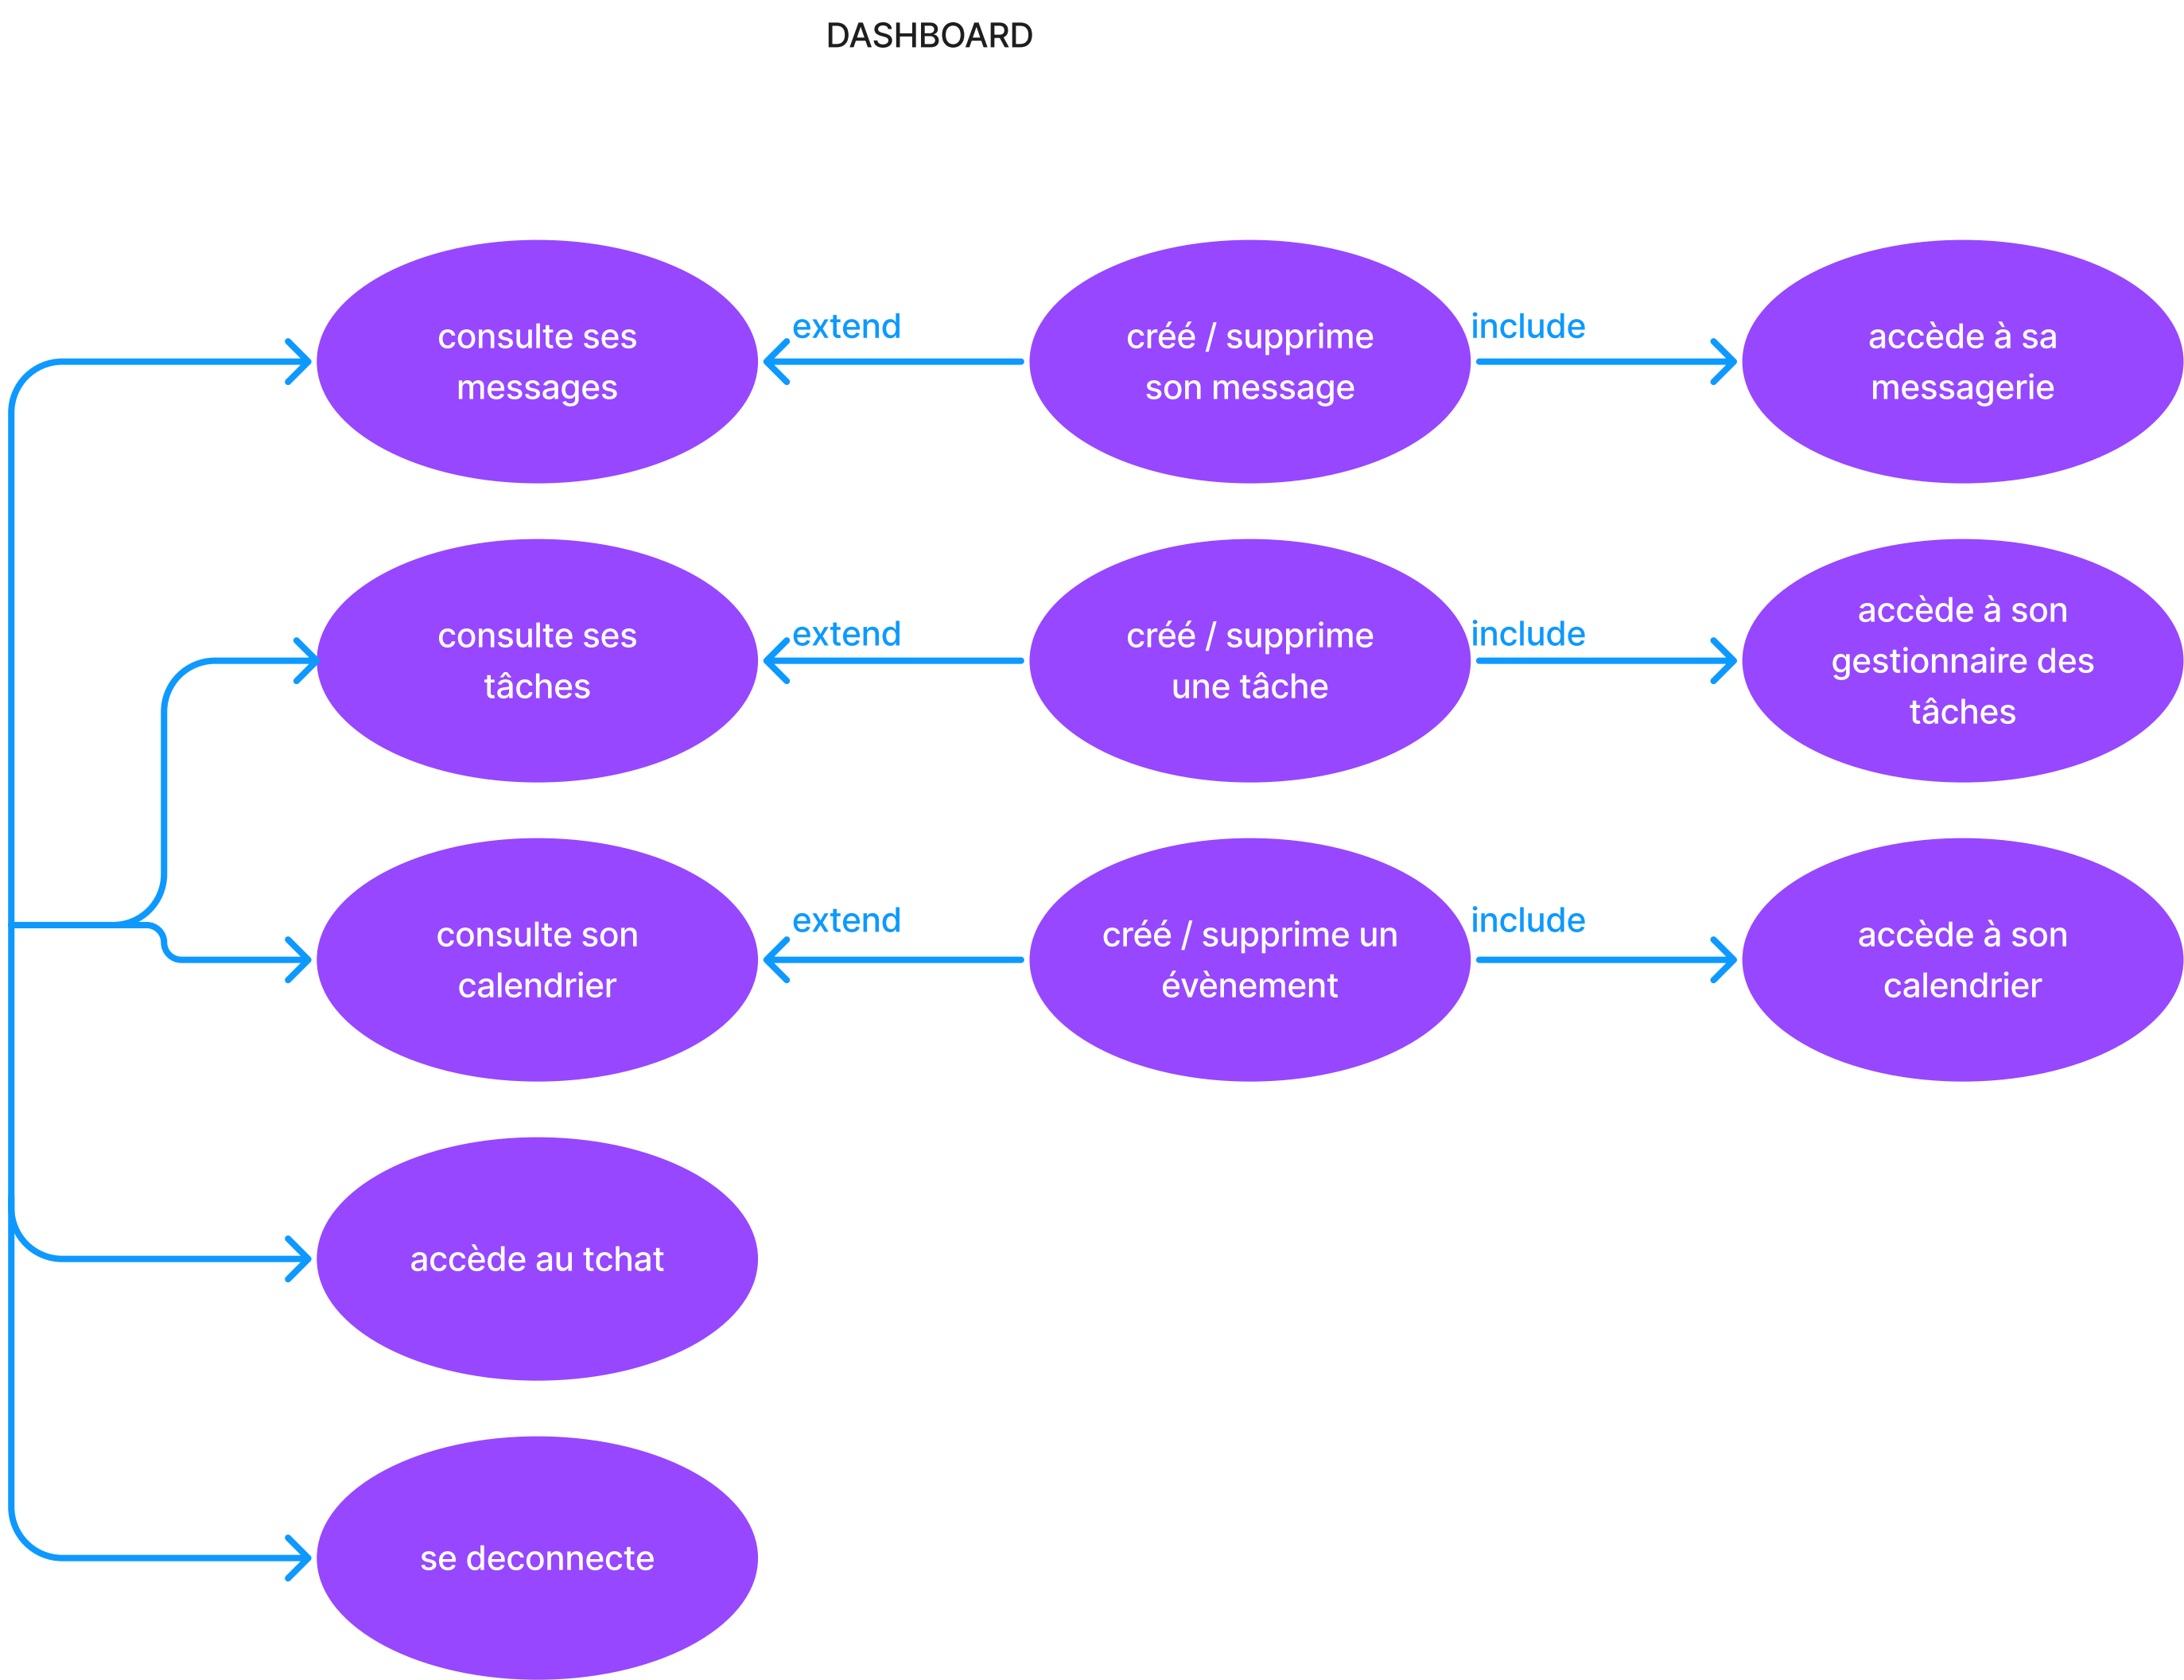 DASHBOARD
consulte ses
messages
extend
créé / supprime
son message
include
accède à sa
messagerie
consulte ses
tâches
extend
créé / supprime
une tâche
include
accède à son
gestionnaire des
tâches
consulte son
calendrier
extend
créé / supprime un
évènement
include
accède à son
calendrier
accède au tchat
se deconnecte